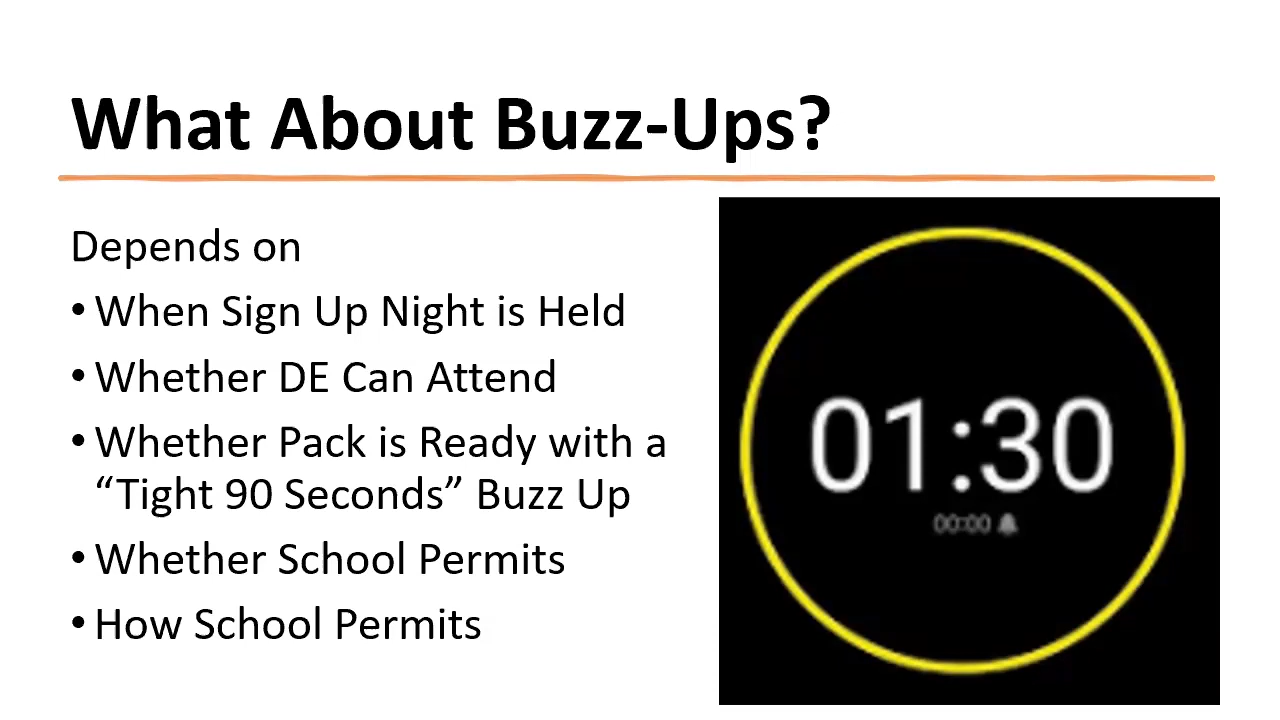 What About Buzz-Ups?
Depends on
• When Sign Up Night is Held
• Whether DE Can Attend
• Whether Pack is Ready with a
“Tight 90 Seconds” Buzz Up
• Whether School Permits
• How School Permits
01:30
00:00